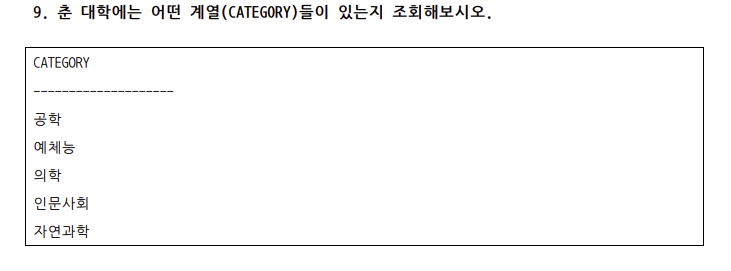 9. 춘 대학에는 어떤 계열(CATEGORY)들이 있는지 조회해보시오.
CATEGORY
--------------------
공학
예체능
의학
인문사회
자연과학